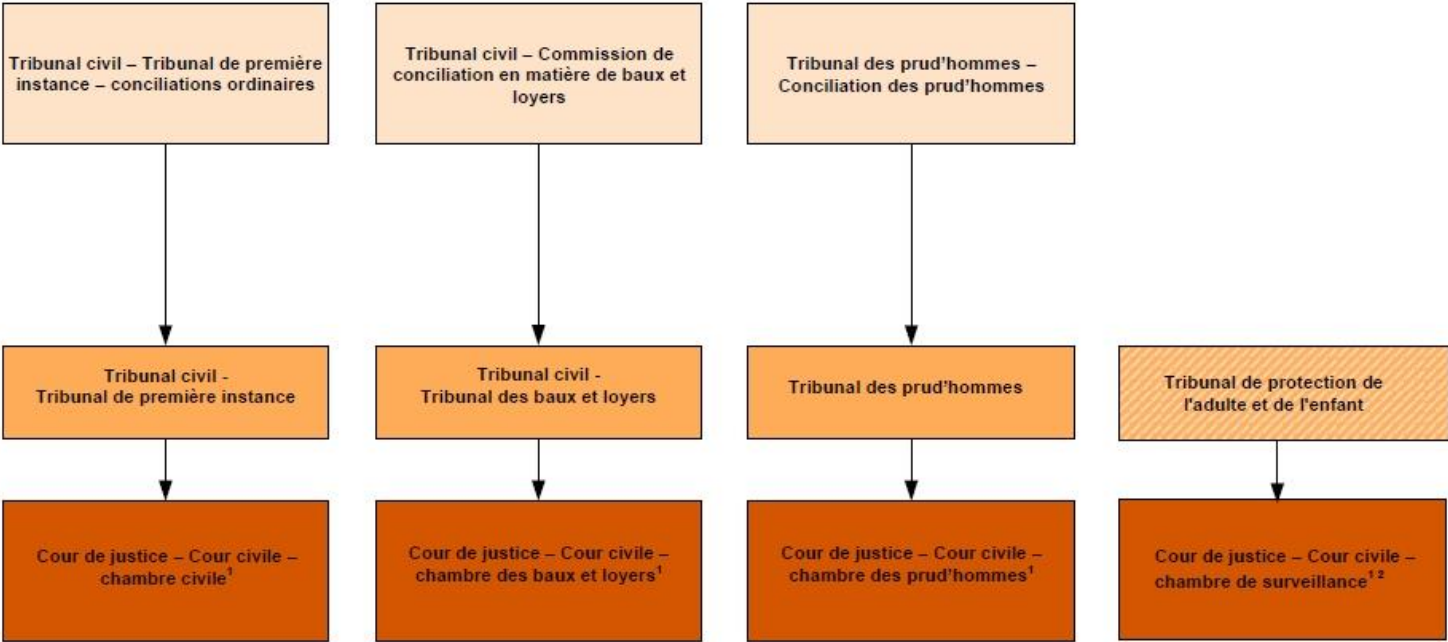 Tribunal civil – Tribunal de première
instance – conciliations ordinaires
Tribunal civil – Commission de
conciliation en matière de baux et
loyers
Tribunal des prud’hommes –
Conciliation des prud’hommes
Tribunal civil -
Tribunal de première instance
Tribunal civil -
Tribunal des baux et loyers
Tribunal des prud’hommes
Tribunal de protection de
l'adulte et de l'enfant
Cour de justice – Cour civile –
chambre civile¹
Cour de justice – Cour civile –
chambre des baux et loyers¹
Cour de justice – Cour civile –
chambre des prud’hommes¹
Cour de justice – Cour civile –
chambre de surveillance¹ ²